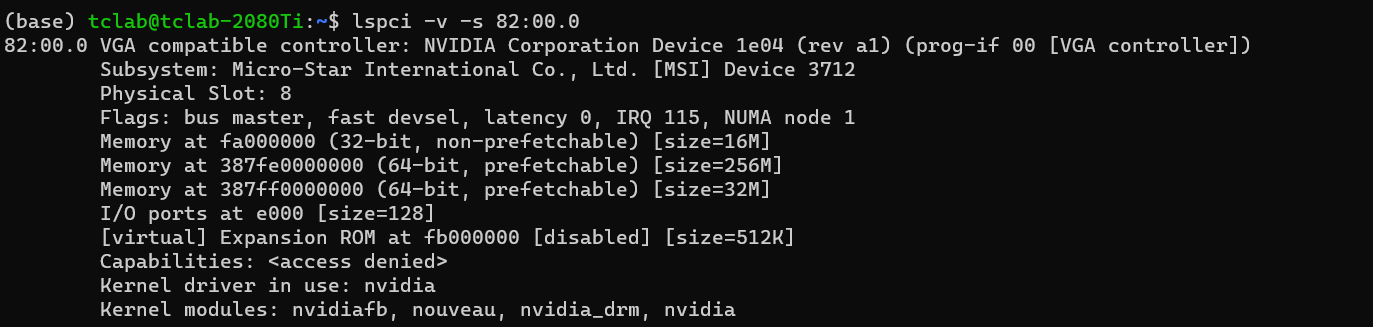 (base) tclab@tclab-2080Ti:~$ lspci -v -s 82:00.0
82:00.0 VGA compatible controller: NVIDIA Corporation Device 1e04 (rev a1) (prog-if 00 [VGA controller])
Subsystem: Micro-Star International Co., Ltd. [MSI] Device 3712
Physical Slot: 8
Flags: bus master, fast devsel, latency 0, IRQ 115, NUMA node 1
Memory at fa000000 (32-bit, non-prefetchable) [size=16M]
Memory at 387fe0000000 (64-bit, prefetchable) [size=256M]
Memory at 387ff0000000 (64-bit, prefetchable) [size=32M]
I/O ports at e000 [size=128]
[virtual] Expansion ROM at fb000000 [disabled] [size=512K]
Capabilities: <access denied>
Kernel driver in use: nvidia
Kernel modules: nvidiafb, nouveau, nvidia_drm, nvidia